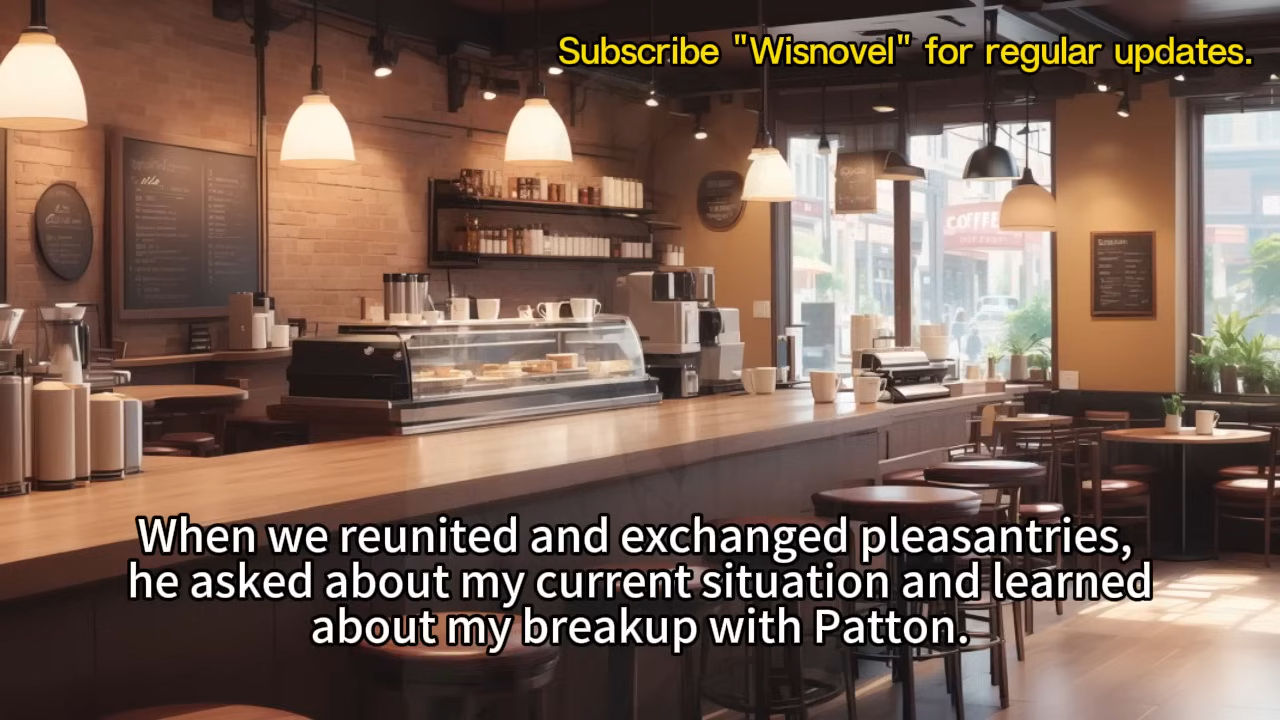 Subscribe "Wisnovel" for regular updates.
COFFE
When we reunited and exchanged pleasantries,
he asked about my current situation and learned
about my breakup with Patton.